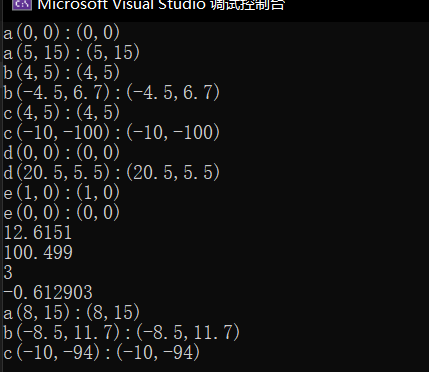 Microsoft Visual Studio 调试控制台
a(0,0):(0,0)
a(5,15):(5,15)
b(4,5):(4,5)
b(-4.5,6.7):(-4.5,6.7)
c(4,5):(4,5)
c(-10,-100):(-10,-100)
d(0,0):(0,0)
d(20.5,5.5):(20.5,5.5)
e(1,0):(1,0)
e(0,0):(0,0)
12.6151
100.499
3
-0.612903
a(8,15):(8,15)
b(-8.5,11.7):(-8.5,11.7)
c(-10,-94):(-10,-94)